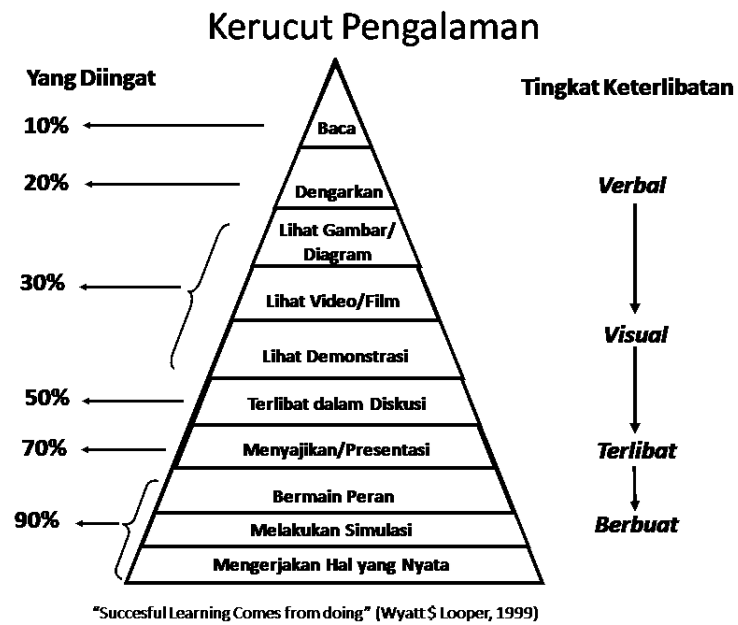 Kerucut Pengalaman
Yang Diingat
Tingkat Keterlibatan
10%
Baca
20%
Dengarkan
Verbal
Lihat Gambar/
Diagram
30%
Lihat Video/Film
Visual
Lihat Demonstrasi
50%
Terlibat dalam Diskusi
70%
Menyajikan/Presentasi
Terlibat
Bermain Peran
90%
Melakukan Simulasi
Berbuat
Mengerjakan Hal yang Nyata
“Succesful Learning Comes from doing” (Wyatt $ Looper, 1999)